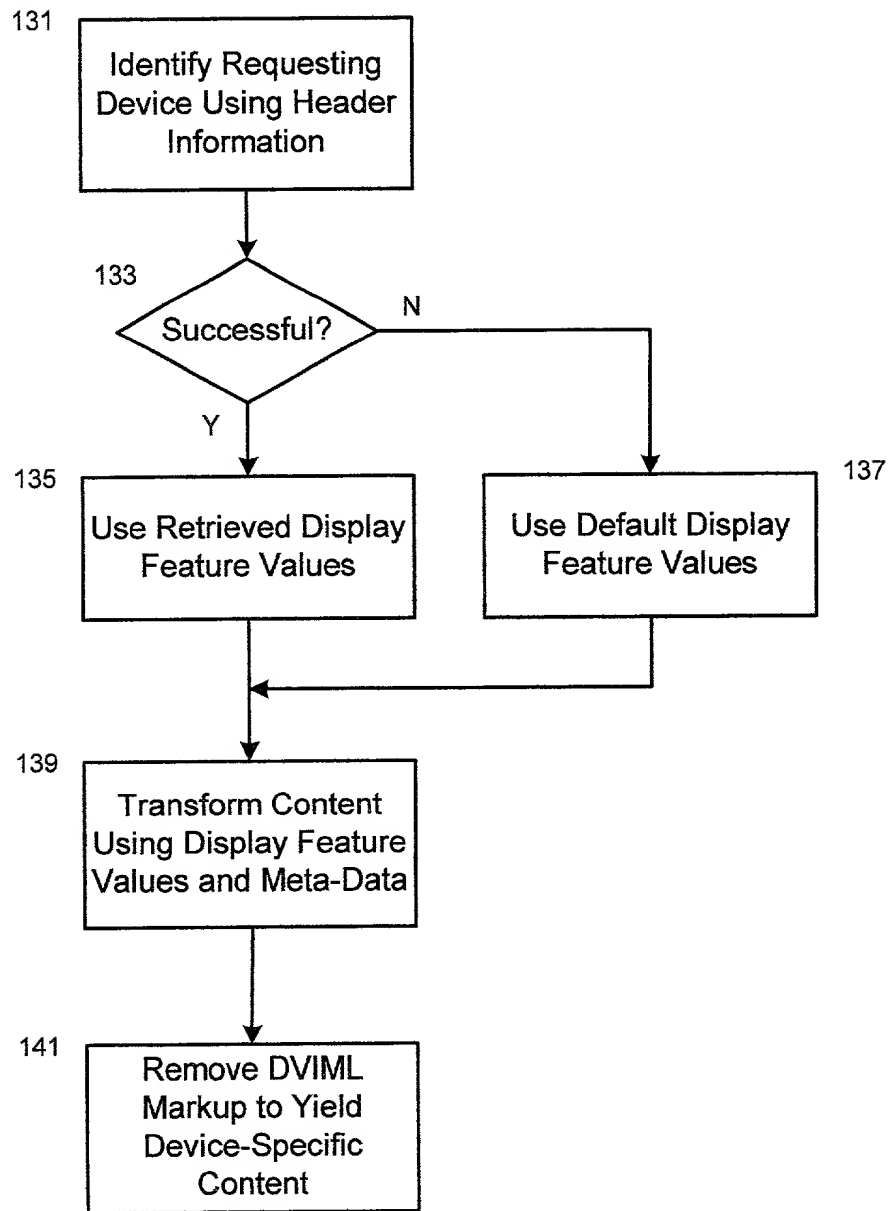 131
Identify Requesting
Device Using Header
Information
133
Successful?
N
Y
135
Use Retrieved Display
Feature Values
137
Use Default Display
Feature Values
139
Transform Content
Using Display Feature
Values and Meta-Data
141
Remove DVIML
Markup to Yield
Device-Specific
Content